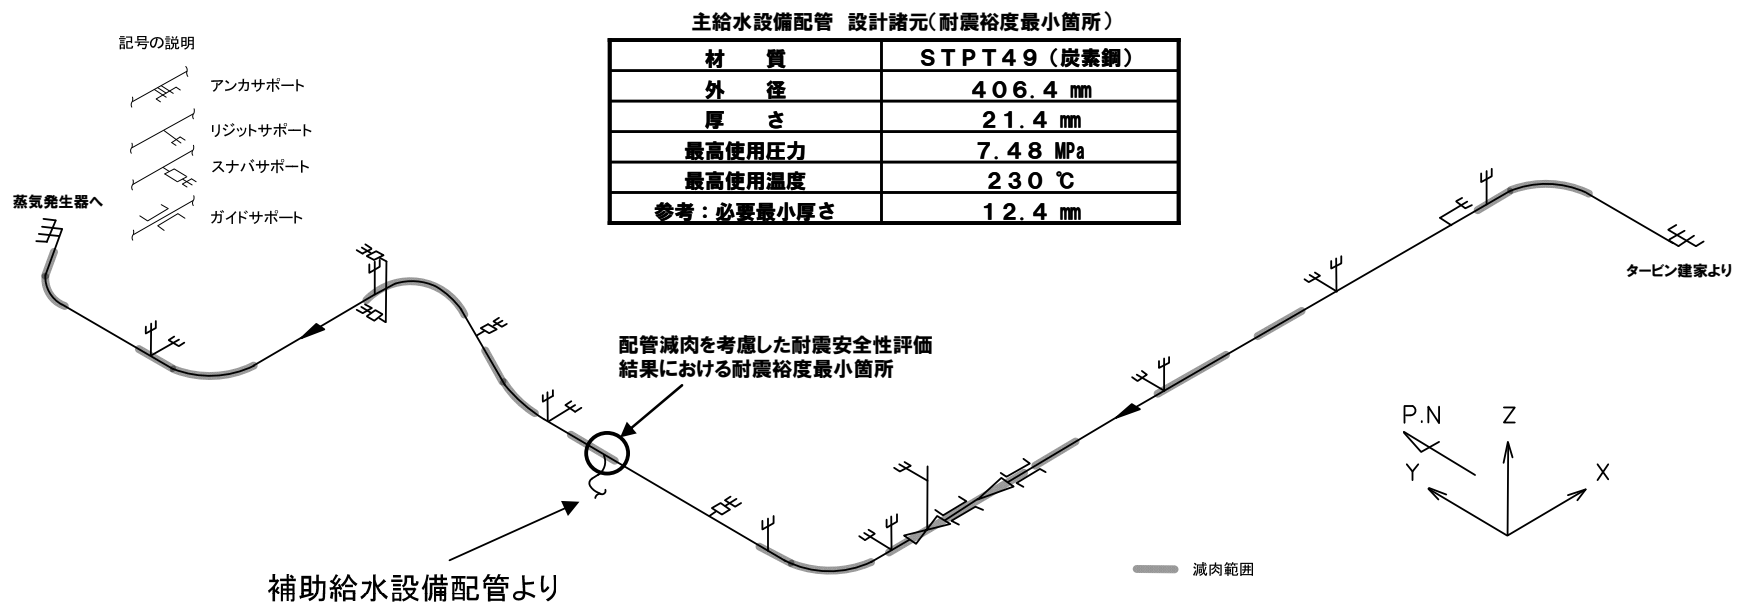 主給水設備配管　設計諸元（耐震裕度最小箇所）
材　質　ＳＴＰＴ４９（炭素鋼）
外　径　４０６．４ mm
厚　さ　２１．４ mm
最高使用圧力　７．４８ MPa
最高使用温度　２３０ ℃
参考：必要最小厚さ　１２．４ mm
記号の説明
アンカサポート
リジットサポート
スナバサポート
ガイドサポート
蒸気発生器へ
タービン建家より
配管減肉を考慮した耐震安全性評価
結果における耐震裕度最小箇所
補助給水設備配管より
P.N
Z
Y
X
減肉範囲